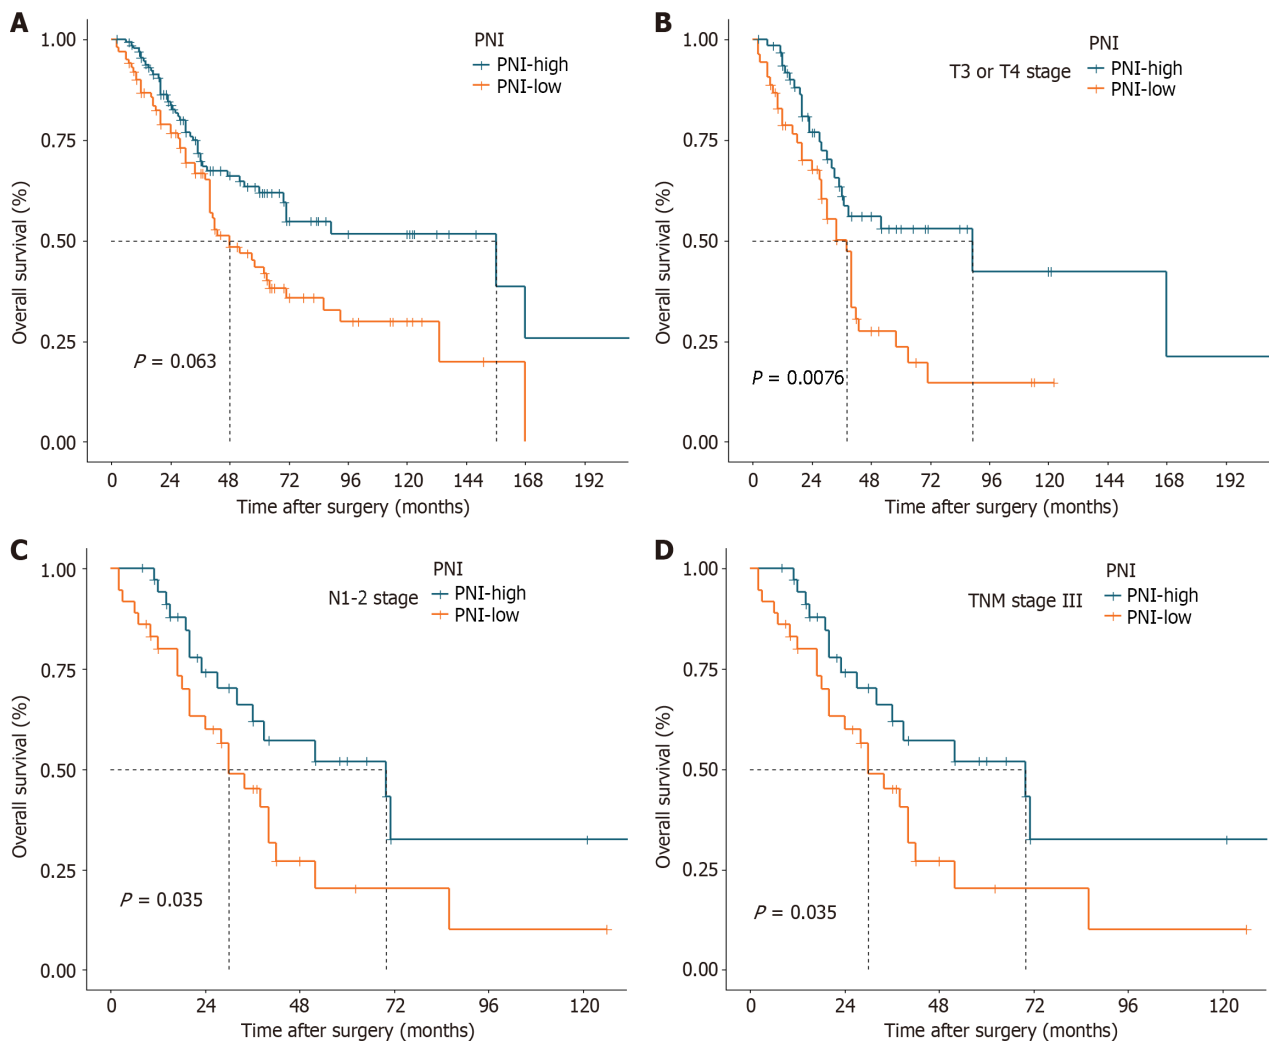 A
PNI
PNI-high
PNI-low
1.00
0.75
0.50
0.25
0.00
Overall survival (%)
P = 0.063
0 24 48 72 96 120 144 168 192
Time after surgery (months)
B
PNI
T3 or T4 stage
PNI-high
PNI-low
1.00
0.75
0.50
0.25
0.00
Overall survival (%)
P = 0.0076
0 24 48 72 96 120 144 168 192
Time after surgery (months)
C
PNI
N1-2 stage
PNI-high
PNI-low
1.00
0.75
0.50
0.25
0.00
Overall survival (%)
P = 0.035
0 24 48 72 96 120
Time after surgery (months)
D
PNI
TNM stage III
PNI-high
PNI-low
1.00
0.75
0.50
0.25
0.00
Overall survival (%)
P = 0.035
0 24 48 72 96 120
Time after surgery (months)